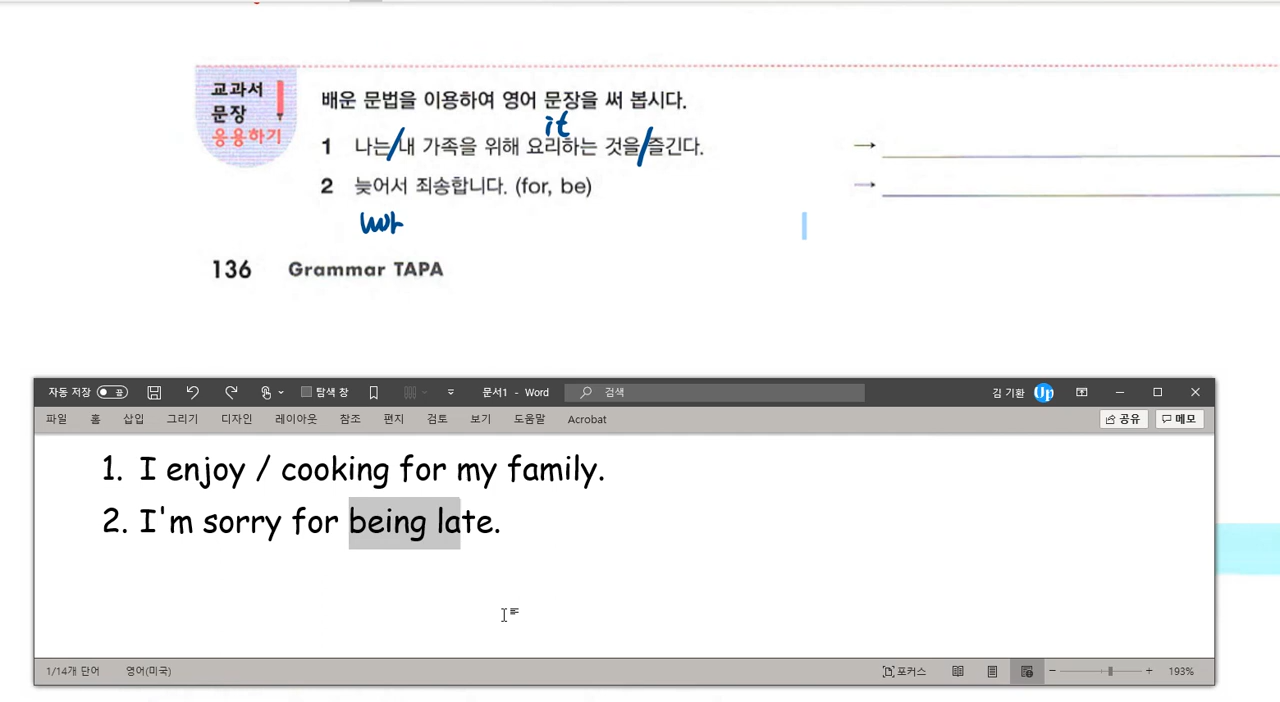 교과서
문장
응용하기
배운 문법을 이용하여 영어 문장을 써 봅시다.
it
1 나는/내 가족을 위해 요리하는 것을/즐긴다. →
2 늦어서 죄송합니다. (for, be) →
136 Grammar TAPA
자동 저장 끔 탐색 창 문서1 - Word 검색 김 기환
파일 홈 삽입 그리기 디자인 레이아웃 참조 편지 검토 보기 도움말 Acrobat 공유 메모
1. I enjoy / cooking for my family.
2. I'm sorry for being late.
1/14개 단어 영어(미국) 포커스 193%